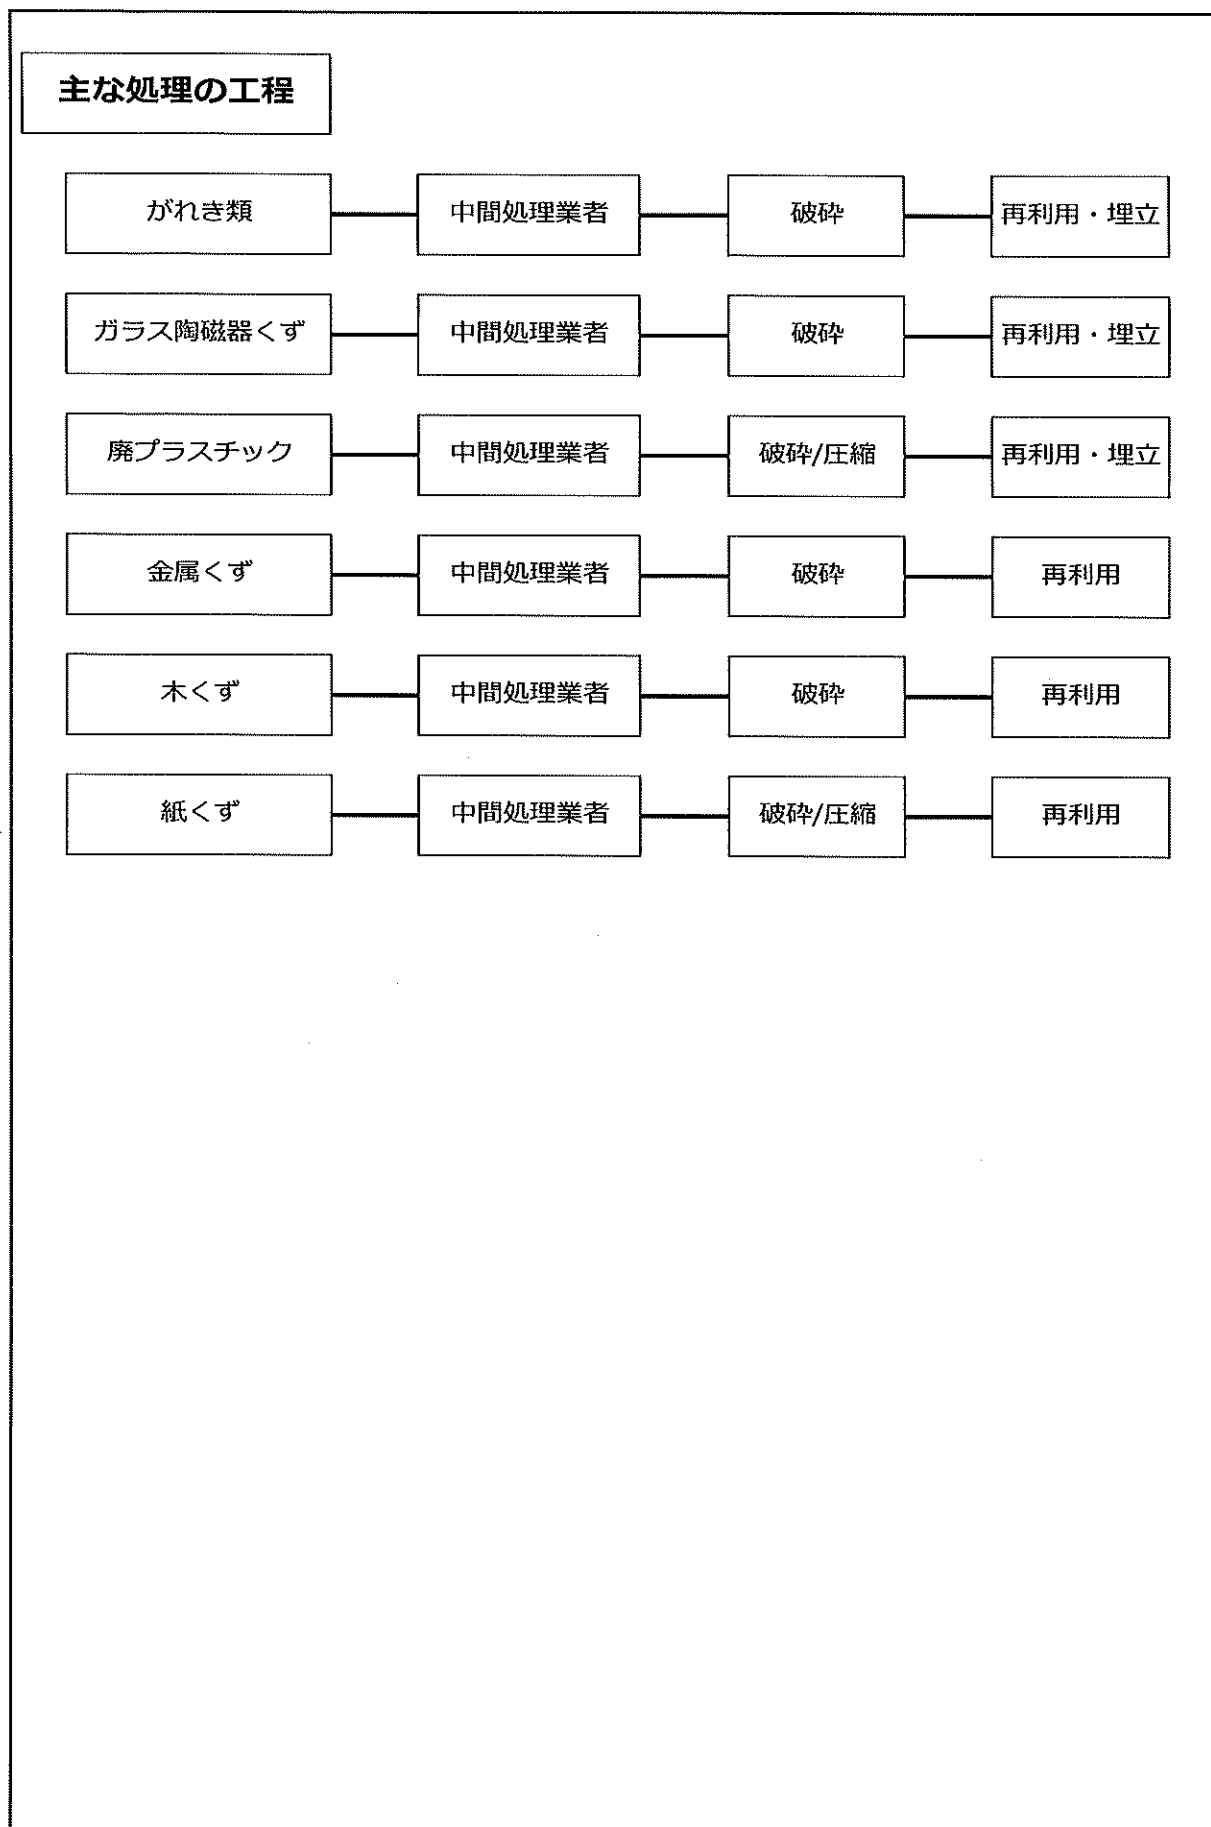 主な処理の工程
がれき類 中間処理業者 破砕 再利用・埋立
ガラス陶磁器くず 中間処理業者 破砕 再利用・埋立
廃プラスチック 中間処理業者 破砕/圧縮 再利用・埋立
金属くず 中間処理業者 破砕 再利用
木くず 中間処理業者 破砕 再利用
紙くず 中間処理業者 破砕/圧縮 再利用